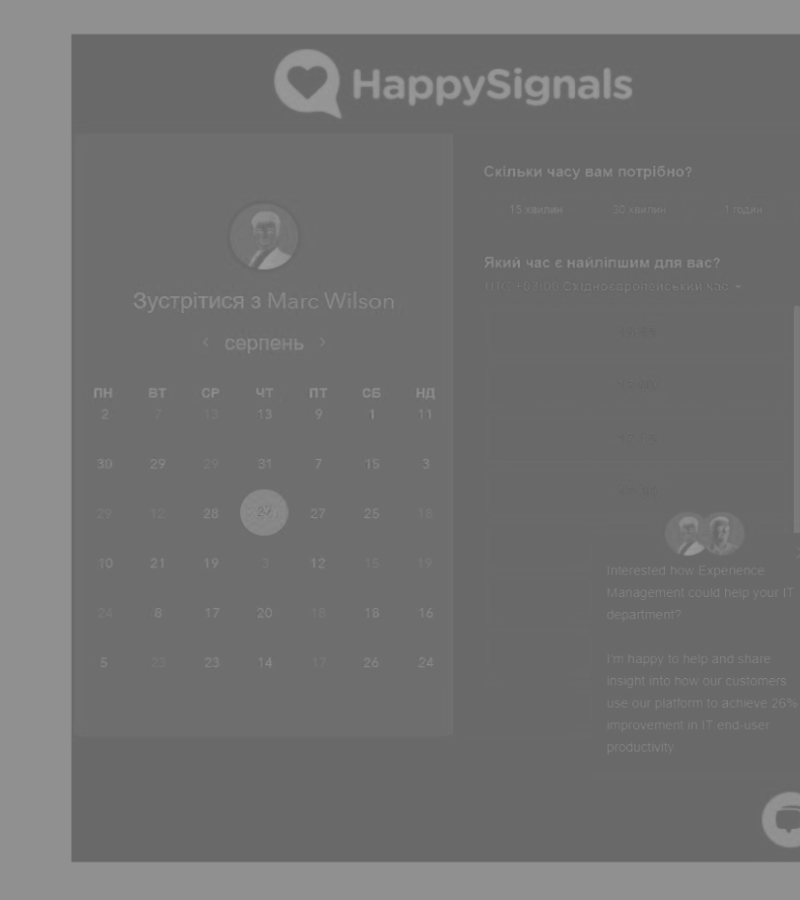 HappySignals
Зустрітися з Marc Wilson
серпень
ПН ВТ СР ЧТ ПТ СБ НД
2 7 13 13 9 1 11
30 29 29 31 7 15 3
29 12 28 27 25 18
10 21 19 3 12 15 19
24 8 17 20 18 18 16
5 23 23 14 17 26 24
Скільки часу вам потрібно?
15 хвилин 30 хвилин 1 годин
Який час є найліпшим для вас?
UTC +03:00 Східноєвропейський час
Interested how Experience
Management could help your IT
department?
I'm happy to help and share
insight into how our customers
use our platform to achieve 26%
improvement in IT end-user
productivity